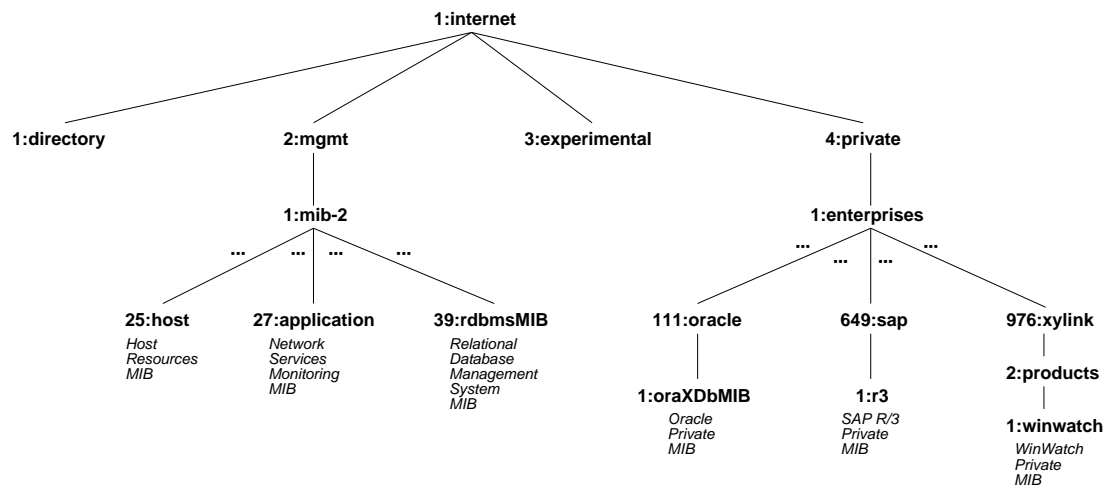 1:internet
1:directory
2:mgmt
3:experimental
4:private
1:mib-2
1:enterprises
... ... ... ...
... ... ... ...
25:host
Host
Resources
MIB
27:application
Network
Services
Monitoring
MIB
39:rdbmsMIB
Relational
Database
Management
System
MIB
111:oracle
1:oraXDbMIB
Oracle
Private
MIB
649:sap
1:r3
SAP R/3
Private
MIB
976:xylink
2:products
1:winwatch
WinWatch
Private
MIB